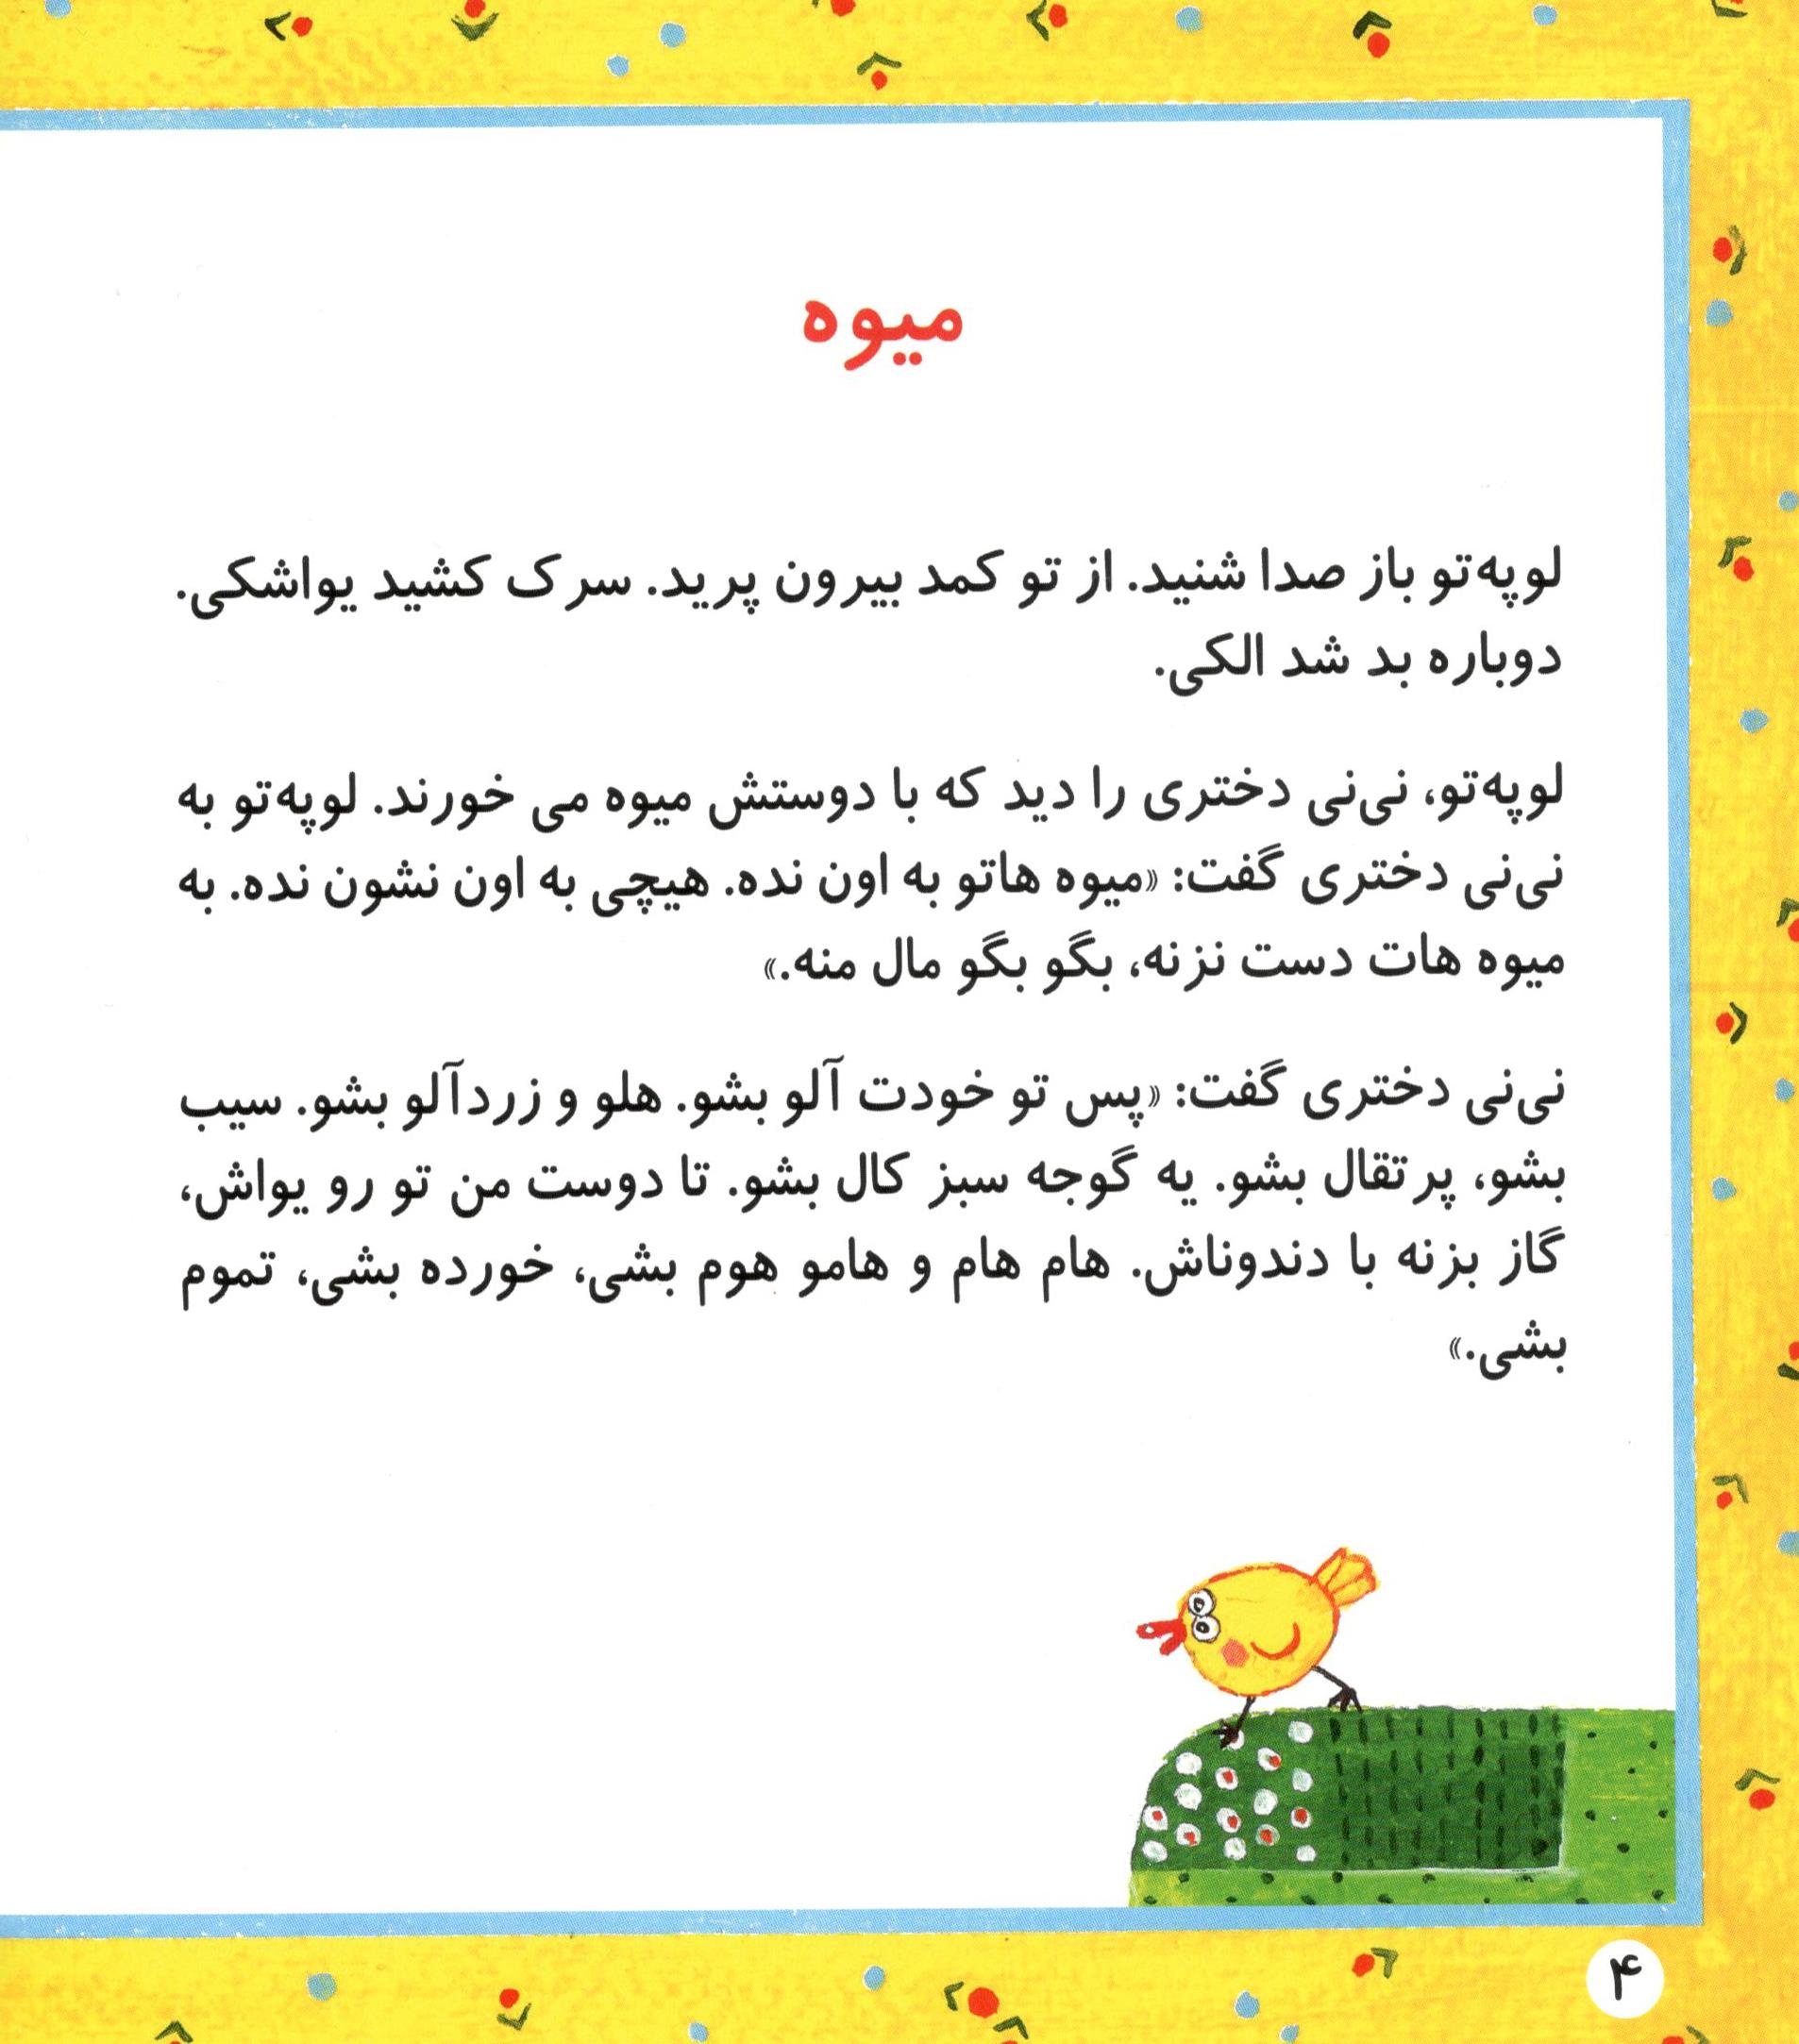 میوه
لوپه‌تو باز صدا شنید. از تو کمد بیرون پرید. سرک کشید یواشکی.
دوباره بد شد الکی.
لوپه‌تو، نی‌نی دختری را دید که با دوستش میوه می خورند. لوپه‌تو به
نی‌نی دختری گفت: «میوه هاتو به اون نده. هیچی به اون نشون نده. به
میوه هات دست نزنه، بگو بگو مال منه.»
نی‌نی دختری گفت: «پس تو خودت آلو بشو. هلو و زردآلو بشو. سیب
بشو، پرتقال بشو. یه گوجه سبز کال بشو. تا دوست من تو رو یواش،
گاز بزنه با دندوناش. هام هام و هامو هوم بشی، خورده بشی، تموم
بشی.»
۴